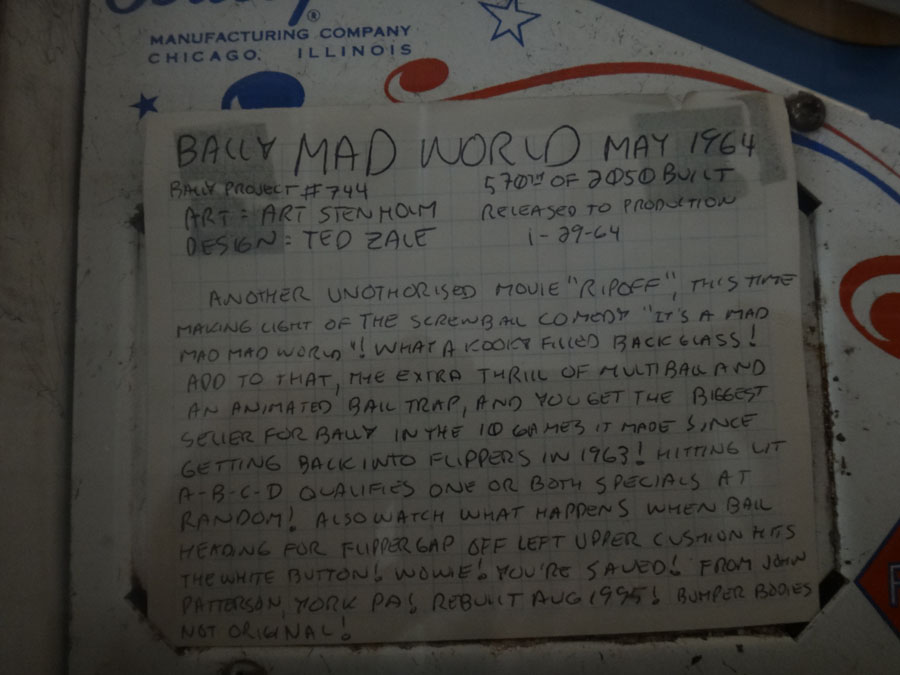 Bally
®
MANUFACTURING COMPANY
CHICAGO, ILLINOIS
BALLY MAD WORLD MAY 1964
BALLY PROJECT #744 570TH OF 2050 BUILT
ART: ART STENHOLM RELEASED TO PRODUCTION
DESIGN: TED ZALE 1-29-64
ANOTHER UNOTHORISED MOVIE "RIPOFF", THIS TIME
MAKING LIGHT OF THE SCREWBALL COMEDY "IT'S A MAD
MAD MAD WORLD"! WHAT A KOOKY FILLED BACKGLASS!
ADD TO THAT, THE EXTRA THRILL OF MULTIBALL AND
AN ANIMATED BALL TRAP, AND YOU GET THE BIGGEST
SELLER FOR BALLY IN THE 10 GAMES IT MADE SINCE
GETTING BACK INTO FLIPPERS IN 1963! HITTING LIT
A-B-C-D QUALIFIES ONE OR BOTH SPECIALS AT
RANDOM! ALSO WATCH WHAT HAPPENS WHEN BALL
HEADING FOR FLIPPER GAP OFF LEFT UPPER CUSHION HITS
THE WHITE BUTTON! WOWIE! YOU'RE SAVED! FROM JOHN
PATTERSON, YORK PA! REBUILT AUG 1995! BUMPER BODIES
NOT ORIGINAL!